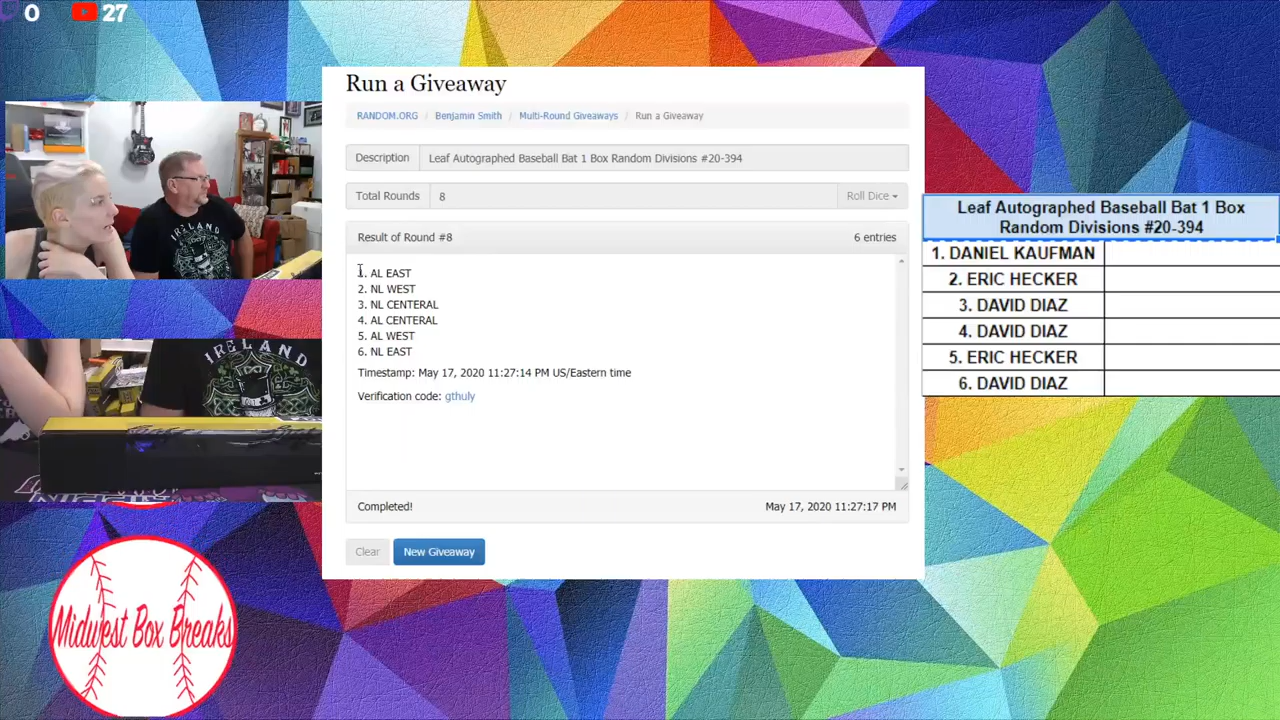 0 27
Run a Giveaway
RANDOM.ORG / Benjamin Smith / Multi-Round Giveaways / Run a Giveaway
Description Leaf Autographed Baseball Bat 1 Box Random Divisions #20-394
Total Rounds 8 Roll Dice
Result of Round #8 6 entries
1. AL EAST
2. NL WEST
3. NL CENTERAL
4. AL CENTERAL
5. AL WEST
6. NL EAST
Timestamp: May 17, 2020 11:27:14 PM US/Eastern time
Verification code: gthuly
Completed! May 17, 2020 11:27:17 PM
Clear New Giveaway
Leaf Autographed Baseball Bat 1 Box
Random Divisions #20-394
1. DANIEL KAUFMAN
2. ERIC HECKER
3. DAVID DIAZ
4. DAVID DIAZ
5. ERIC HECKER
6. DAVID DIAZ
IRELAND
IRELAND
Midwest Box Breaks